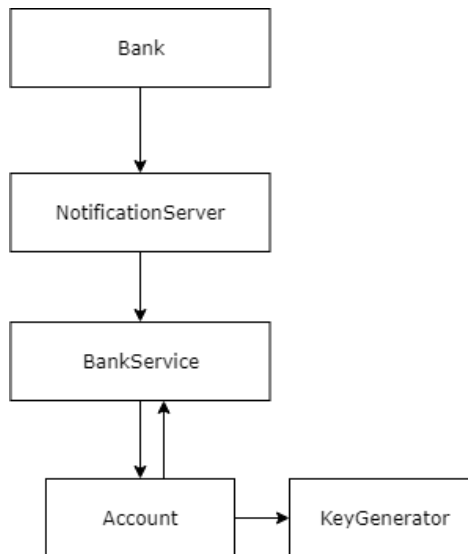 Bank
NotificationServer
BankService
Account
KeyGenerator